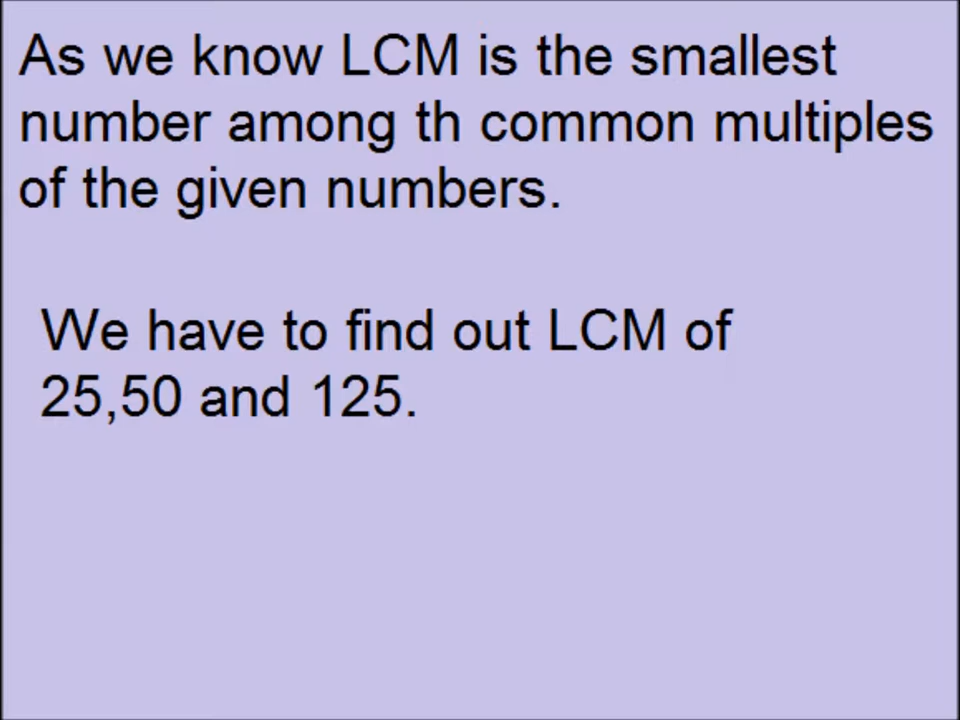 As we know LCM is the smallest
number among th common multiples
of the given numbers.
We have to find out LCM of
25,50 and 125.